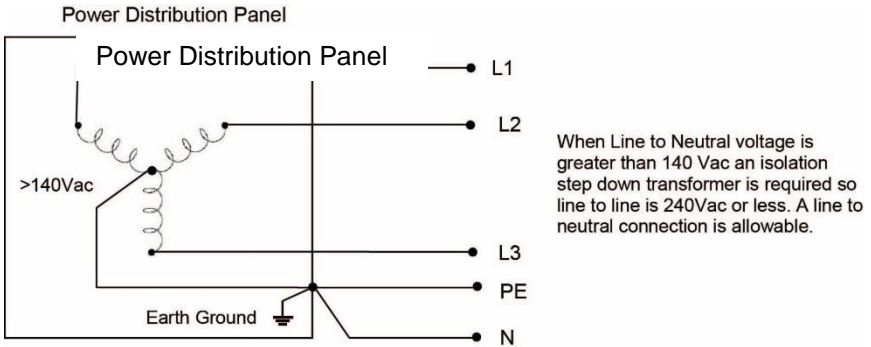 Power Distribution Panel
Power Distribution Panel
L1
L2
>140Vac
L3
PE
Earth Ground
N
When Line to Neutral voltage is
greater than 140 Vac an isolation
step down transformer is required so
line to line is 240Vac or less. A line to
neutral connection is allowable.